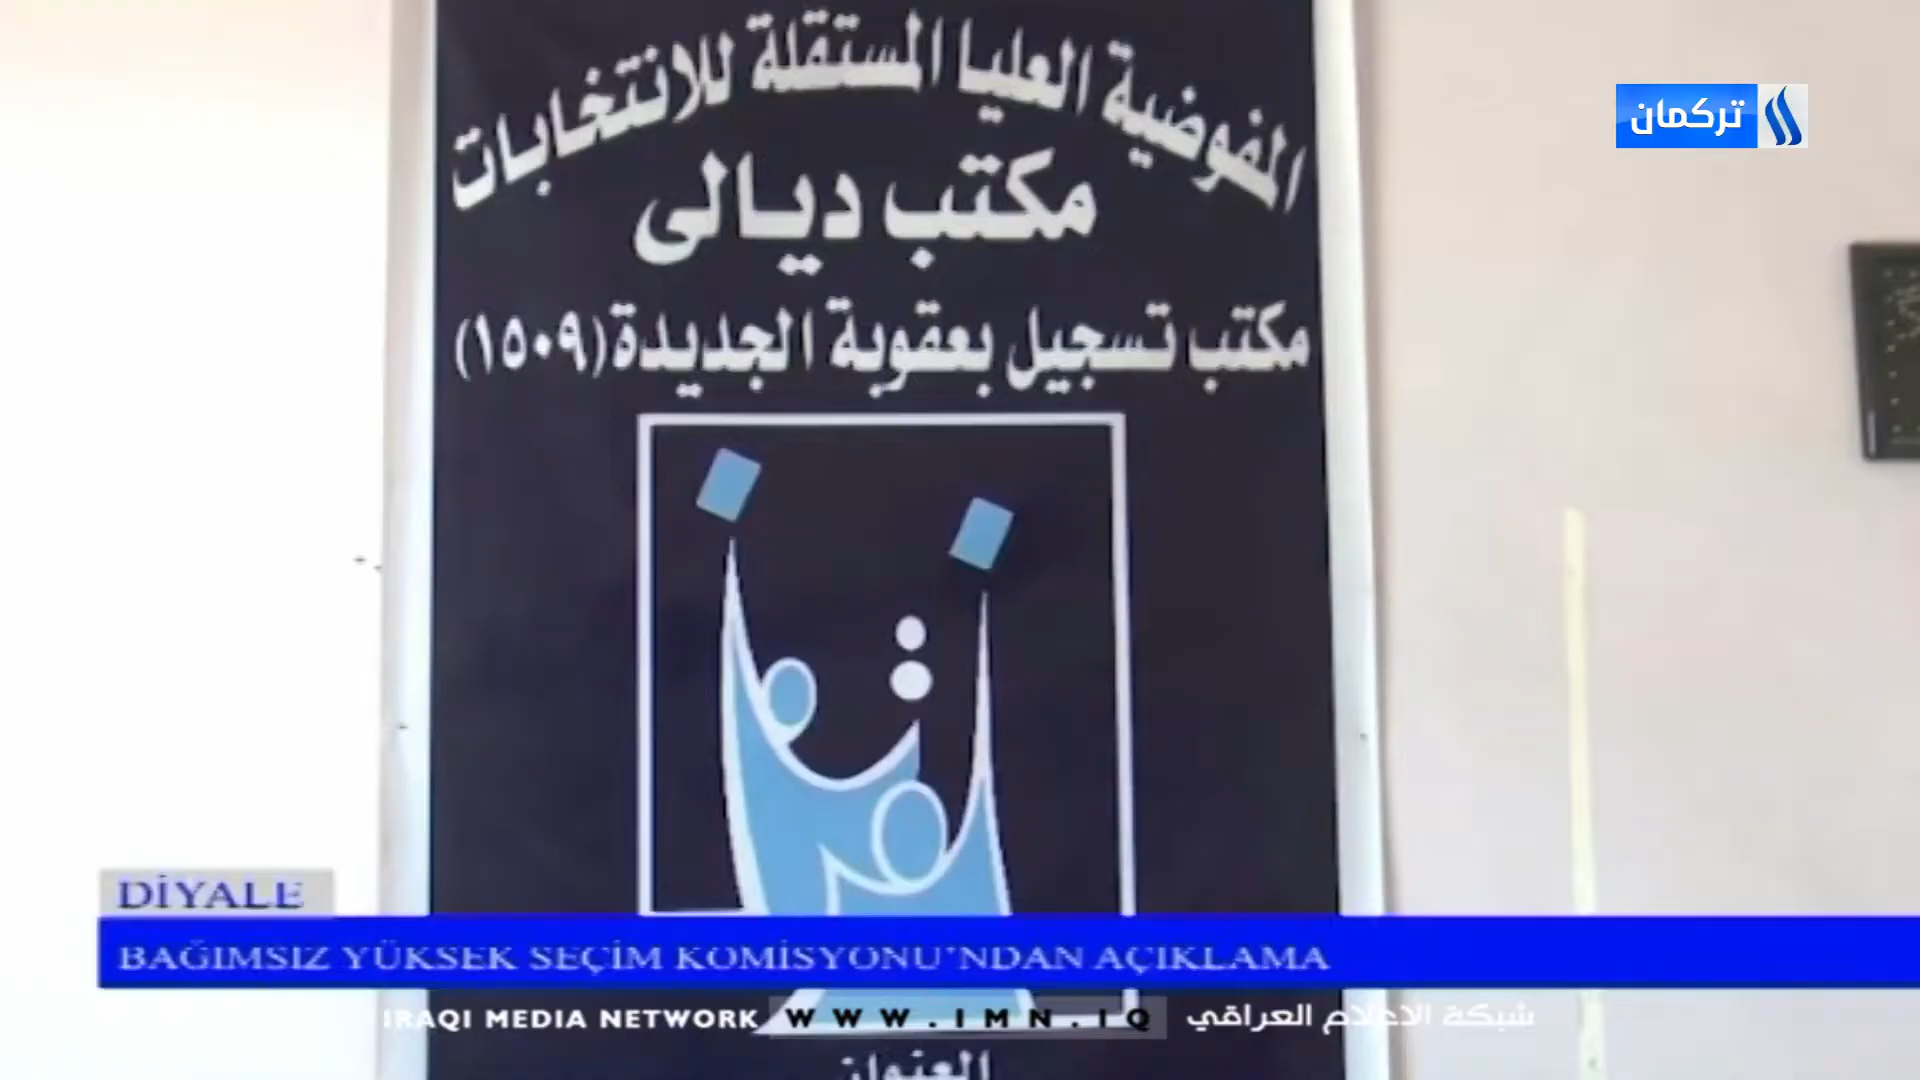 المفوضية العليا المستقلة للانتخابات
مكتب ديالى
مكتب تسجيل بعقوبة الجديدة (١٥٠٩)
تركمان
DİYALE
BAĞIMSIZ YÜKSEK SEÇİM KOMİSYONU'NDAN AÇIKLAMA
IRAQI MEDIA NETWORK WWW.IMN.IQ شبكة الاعلام العراقي
العنوان